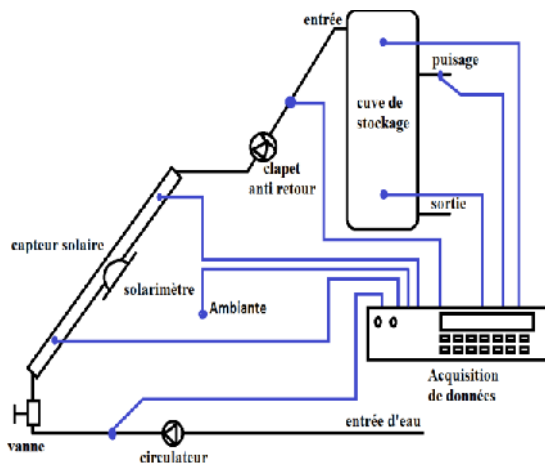 entrée
puisage
cuve de
stockage
clapet
anti retour
sortie
capteur solaire
solarimètre
Ambiante
Acquisition
de données
entrée d'eau
vanne
circulateur